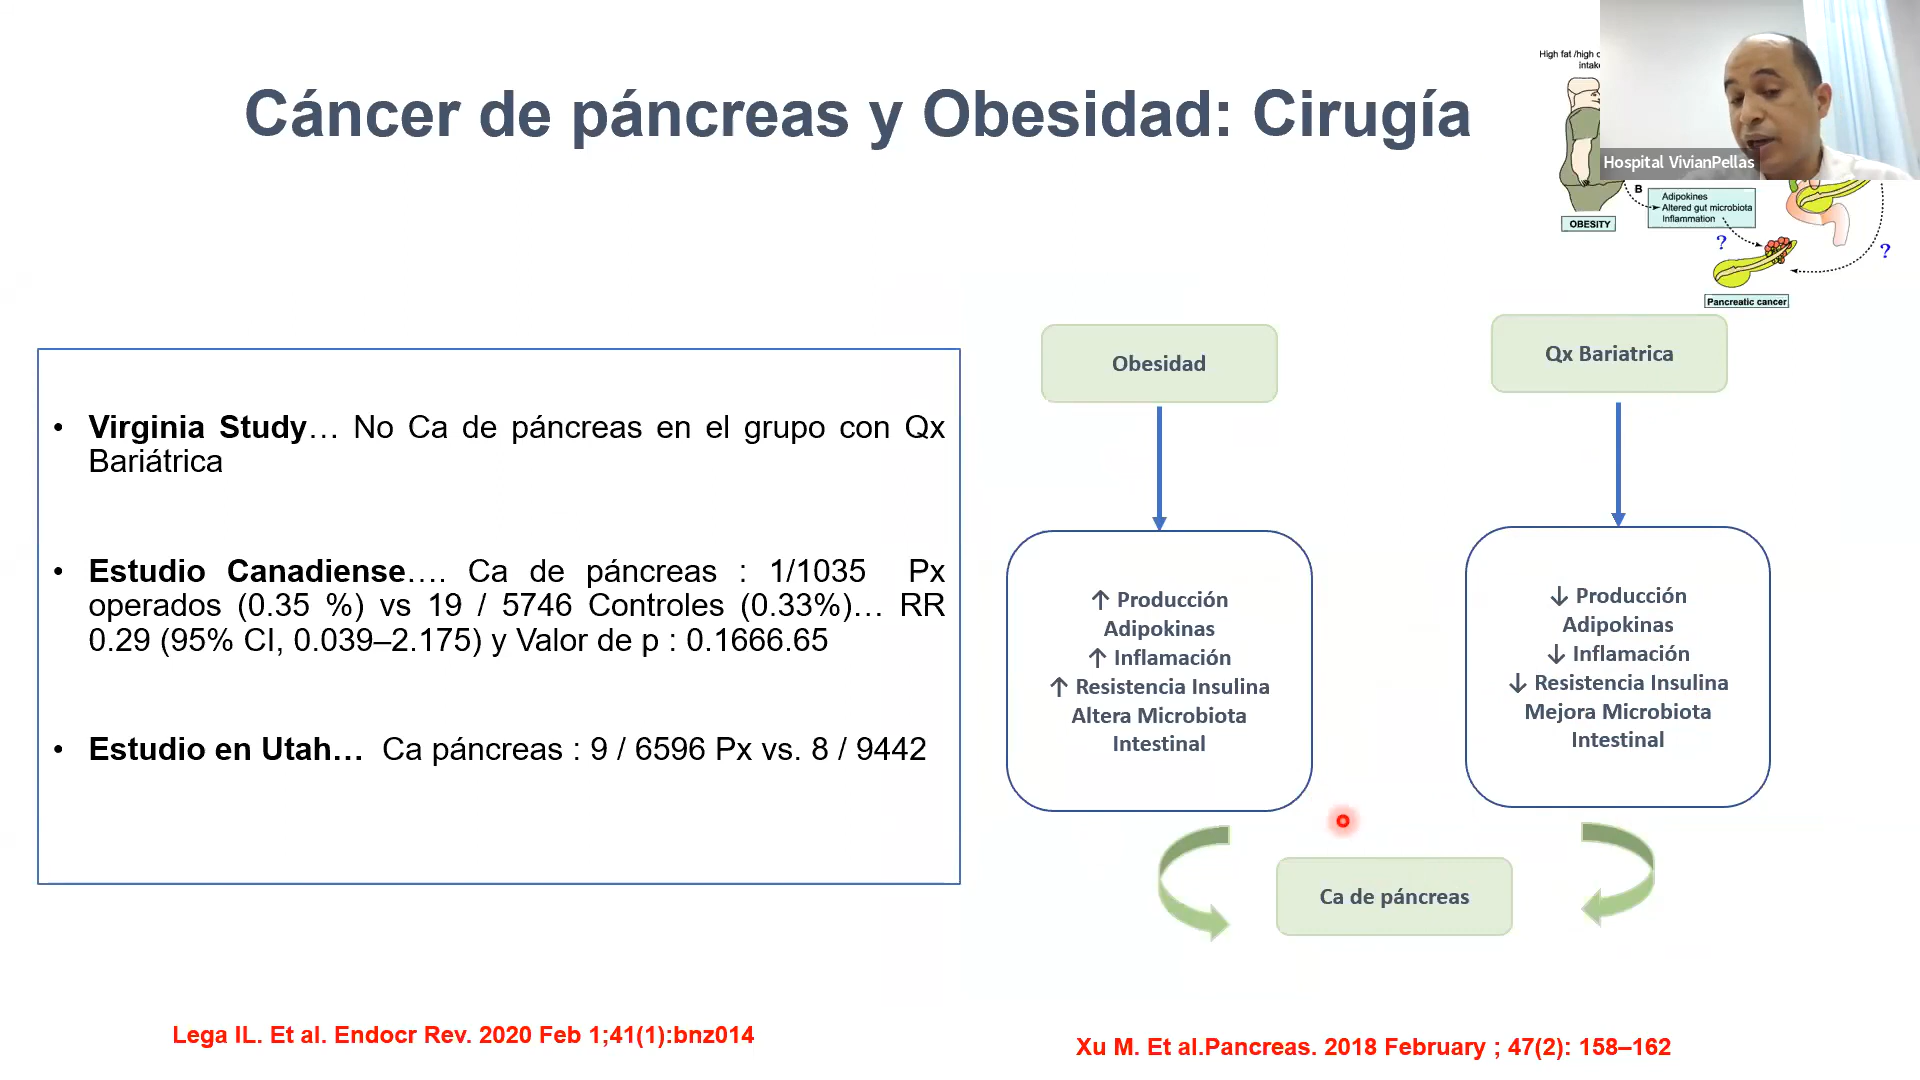 Cáncer de páncreas y Obesidad: Cirugía
High fat /high
Hospital VivianPellas
B
Adipokines
Altered gut microbiota
Inflammation
OBESITY
?
?
Pancreatic cancer
• Virginia Study… No Ca de páncreas en el grupo con Qx
Bariátrica
• Estudio Canadiense…. Ca de páncreas : 1/1035 Px
operados (0.35 %) vs 19 / 5746 Controles (0.33%)… RR
0.29 (95% CI, 0.039–2.175) y Valor de p : 0.1666.65
• Estudio en Utah… Ca páncreas : 9 / 6596 Px vs. 8 / 9442
Obesidad
↑ Producción
Adipokinas
↑ Inflamación
↑ Resistencia Insulina
Altera Microbiota
Intestinal
Qx Bariatrica
↓ Producción
Adipokinas
↓ Inflamación
↓ Resistencia Insulina
Mejora Microbiota
Intestinal
Ca de páncreas
Lega IL. Et al. Endocr Rev. 2020 Feb 1;41(1):bnz014
Xu M. Et al.Pancreas. 2018 February ; 47(2): 158–162